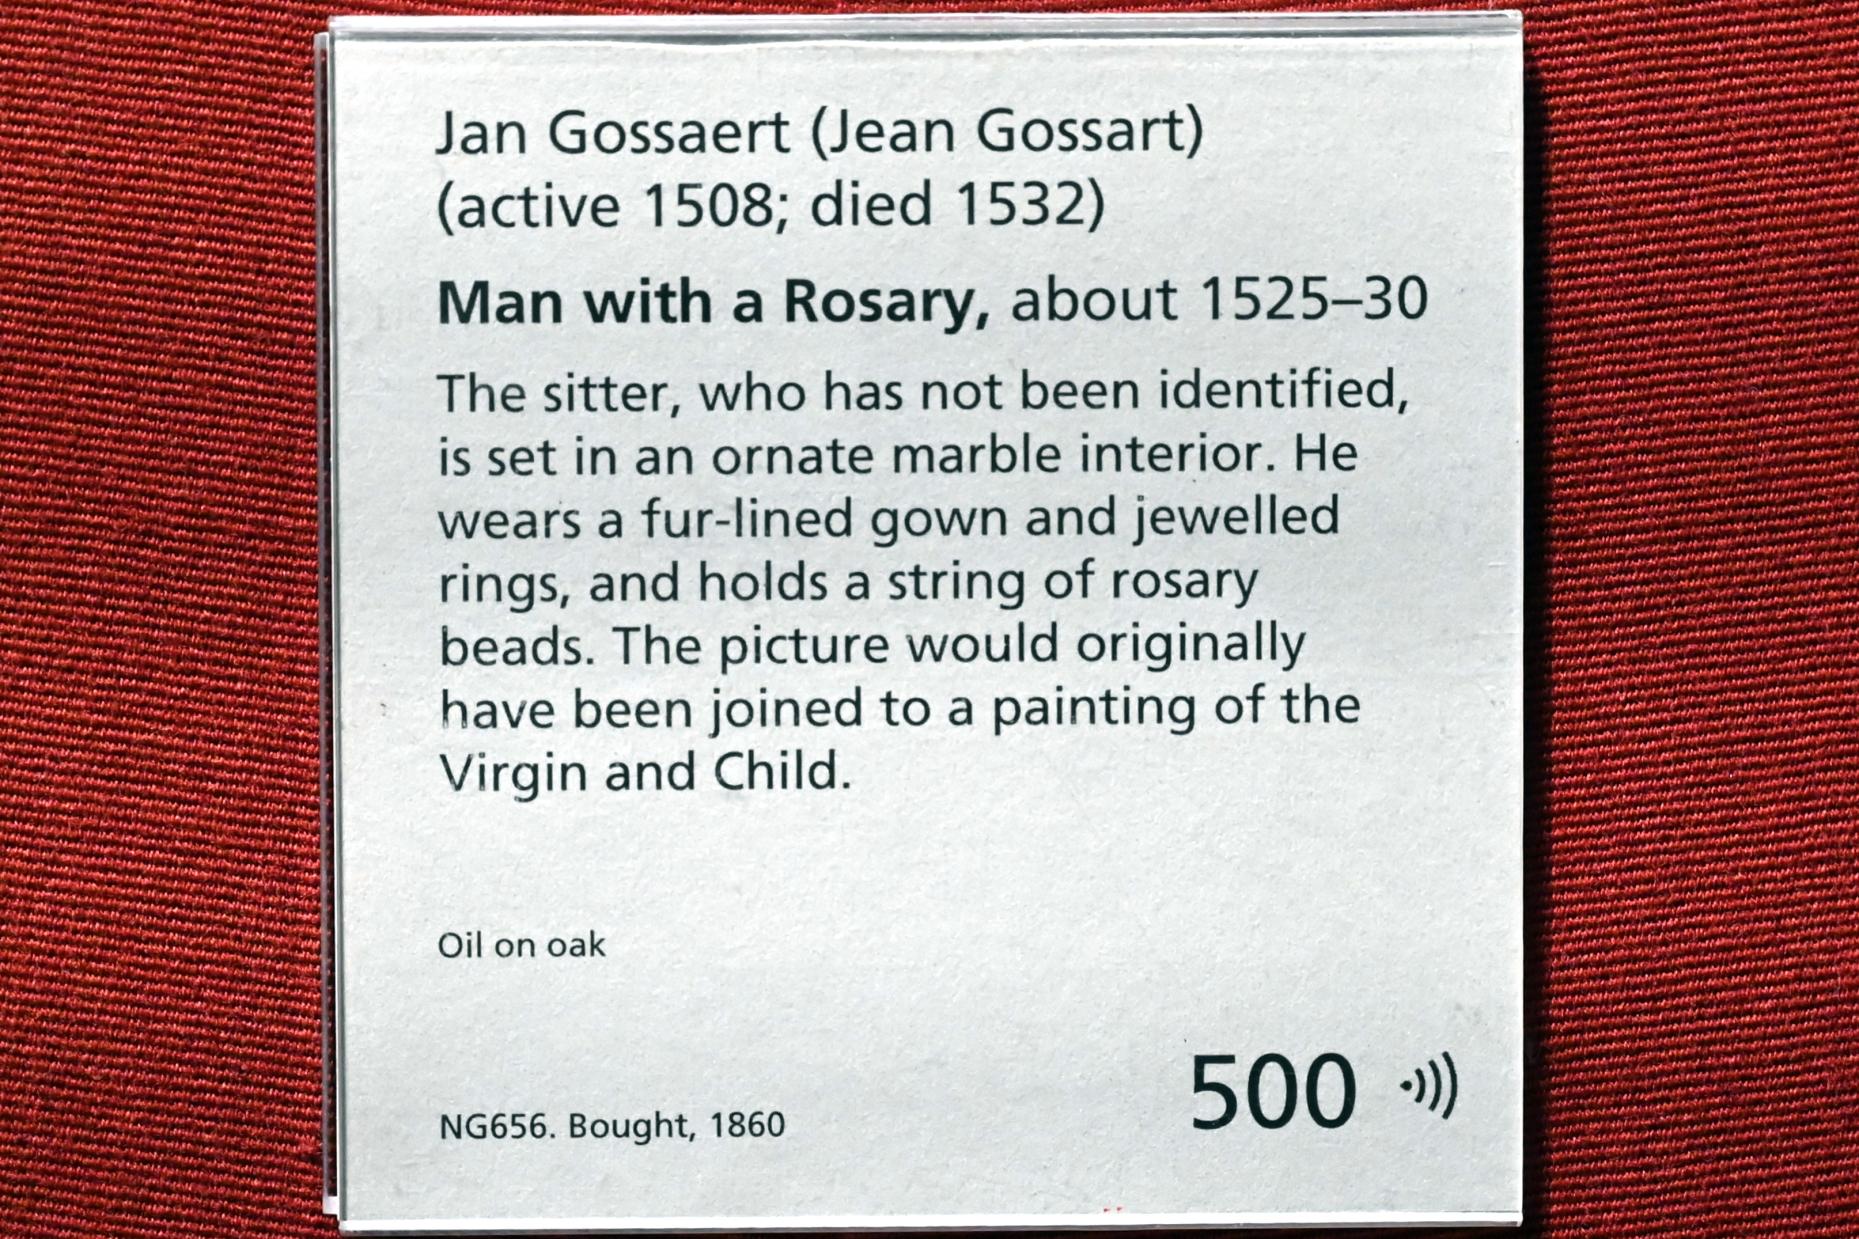 Jan Gossaert (Jean Gossart)
(active 1508; died 1532)
Man with a Rosary, about 1525–30
The sitter, who has not been identified,
is set in an ornate marble interior. He
wears a fur-lined gown and jewelled
rings, and holds a string of rosary
beads. The picture would originally
have been joined to a painting of the
Virgin and Child.
Oil on oak
500
NG656. Bought, 1860